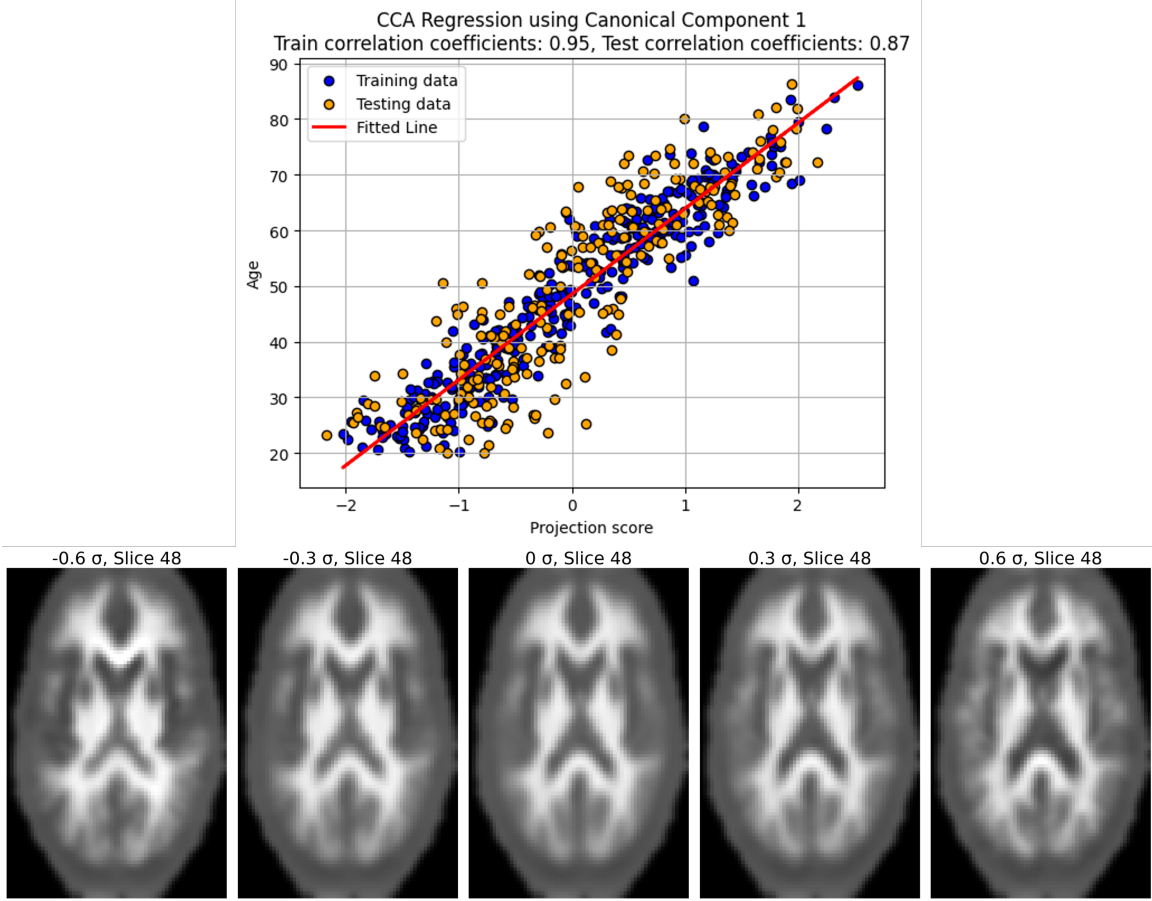 CCA Regression using Canonical Component 1
Train correlation coefficients: 0.95, Test correlation coefficients: 0.87
90
80
70
60
50
40
30
20
Age
Training data
Testing data
Fitted Line
−2
−1
0
1
2
Projection score
-0.6 σ, Slice 48
-0.3 σ, Slice 48
0 σ, Slice 48
0.3 σ, Slice 48
0.6 σ, Slice 48